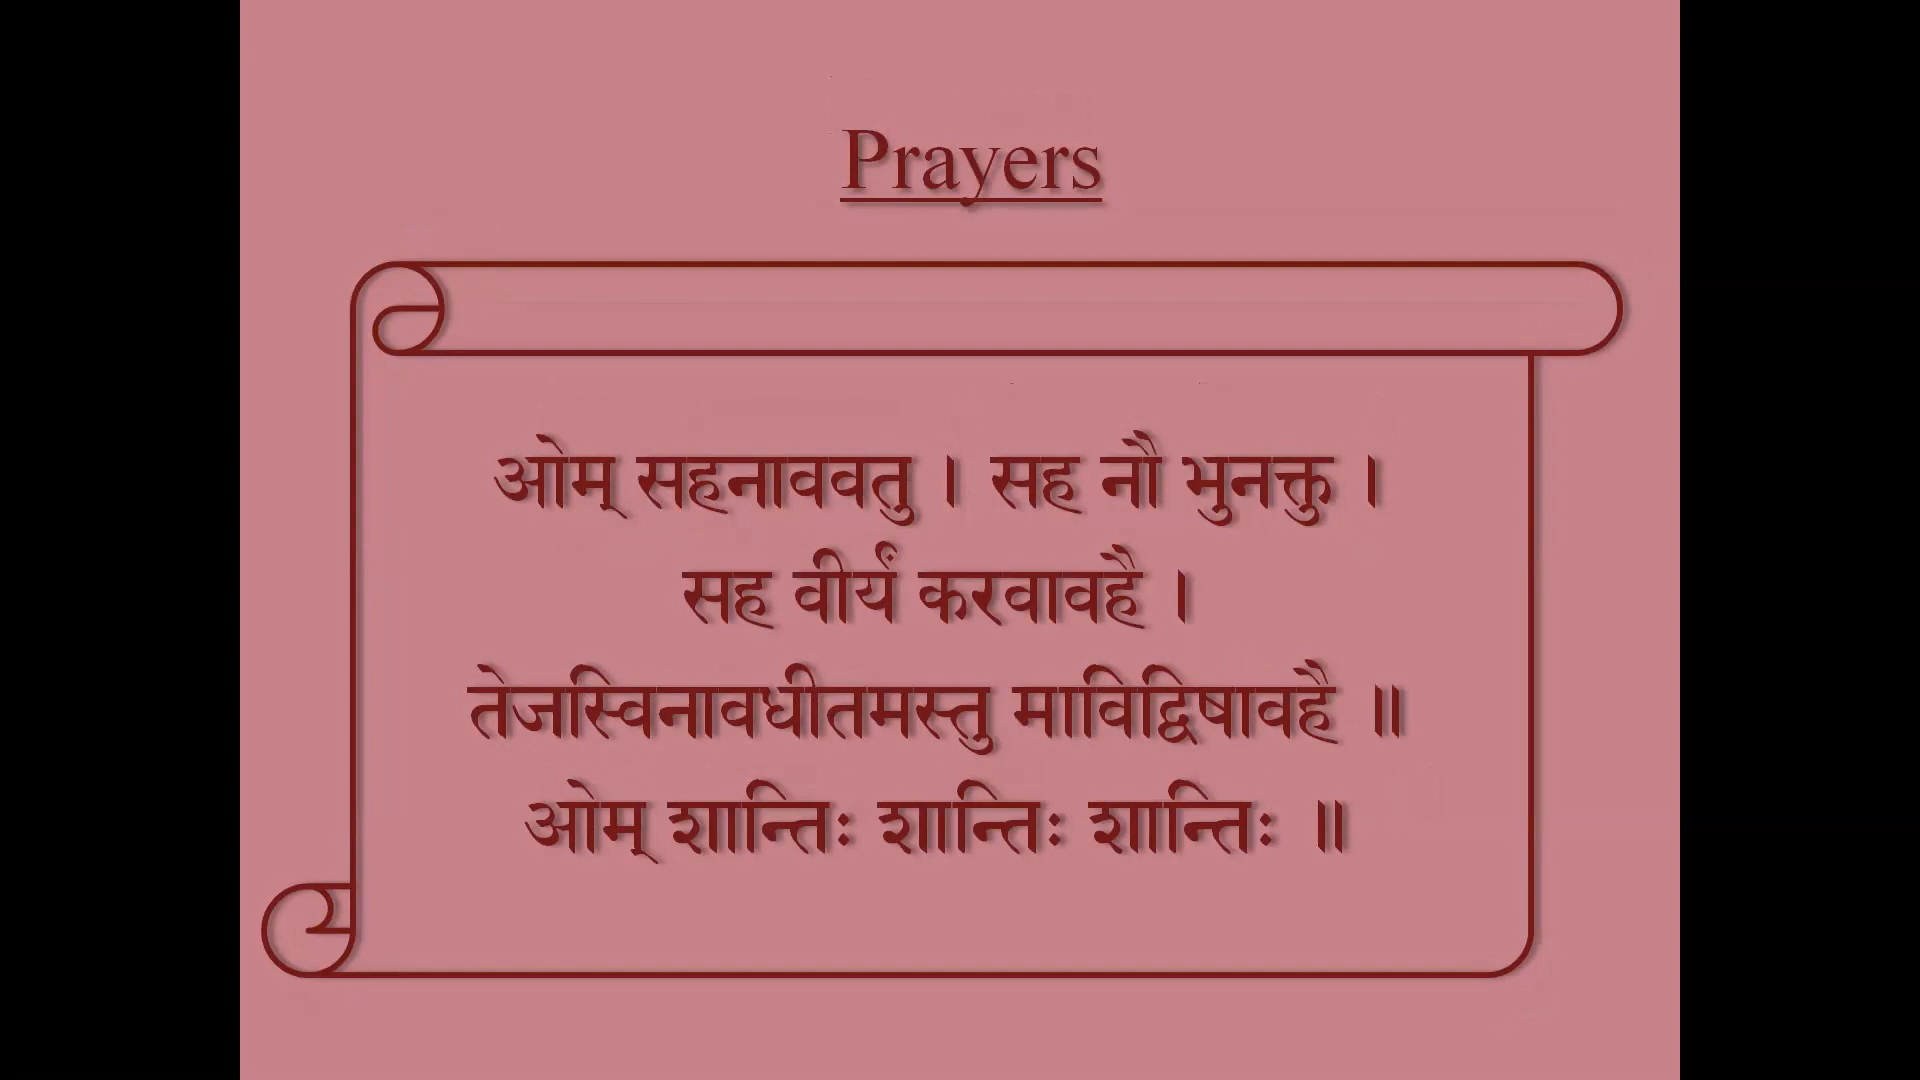 Prayers
ओम् सहनाववतु । सह नौ भुनक्तु ।
सह वीर्यं करवावहै ।
तेजस्विनावधीतमस्तु माविद्विषावहै ॥
ओम् शान्तिः शान्तिः शान्तिः ॥